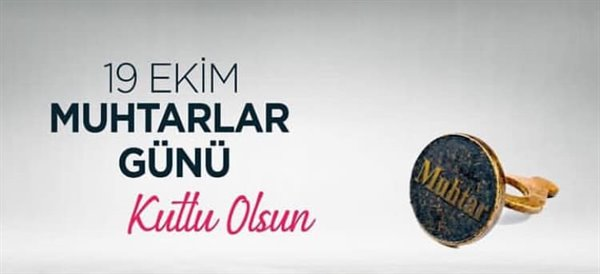 19 EKİM
MUHTARLAR
GÜNÜ
Kutlu Olsun
Muhtar